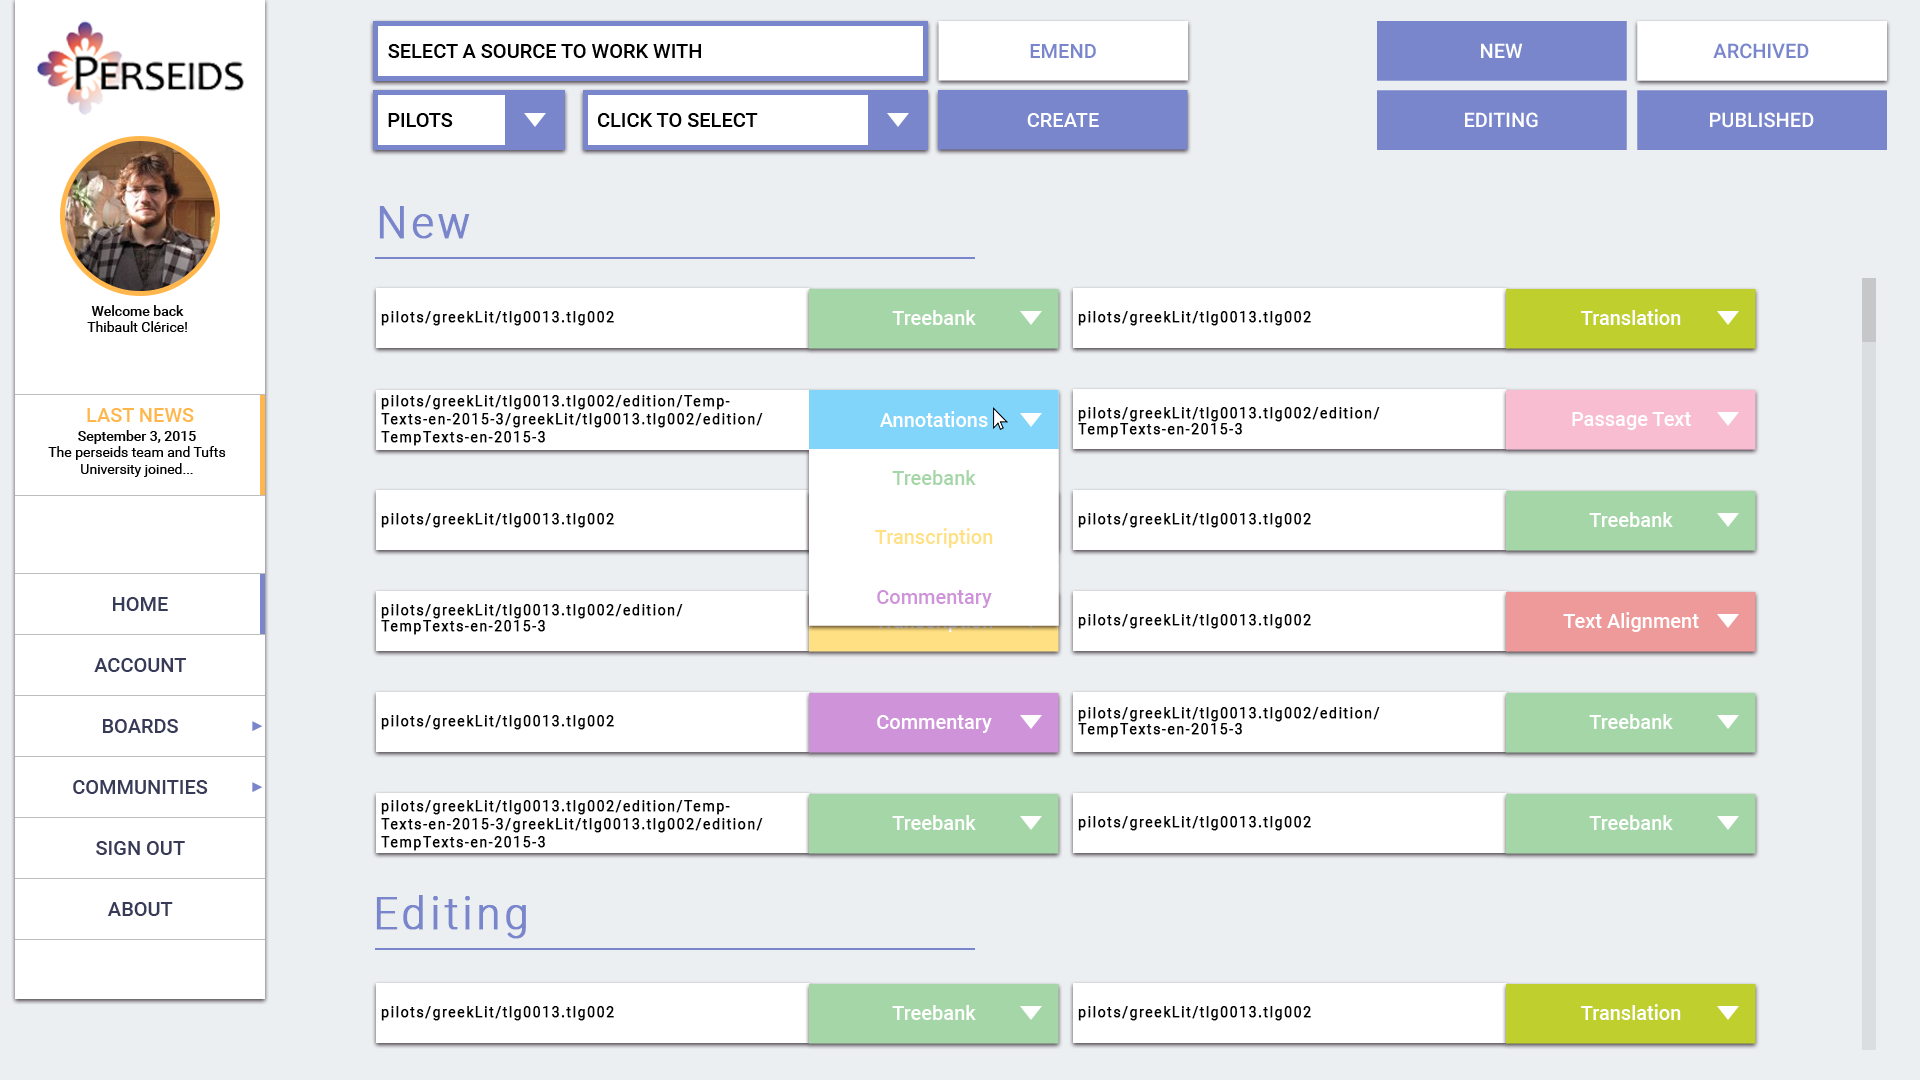 PERSEIDS
Welcome back
Thibault Clérice!
LAST NEWS
September 3, 2015
The perseids team and Tufts
University joined...
HOME
ACCOUNT
BOARDS
COMMUNITIES
SIGN OUT
ABOUT
SELECT A SOURCE TO WORK WITH
EMEND
NEW
ARCHIVED
PILOTS
CLICK TO SELECT
CREATE
EDITING
PUBLISHED
New
pilots/greekLit/tlg0013.tlg002
Treebank
pilots/greekLit/tlg0013.tlg002
Translation
pilots/greekLit/tlg0013.tlg002/edition/Temp-
Texts-en-2015-3/greekLit/tlg0013.tlg002/edition/
TempTexts-en-2015-3
Annotations
Treebank
Transcription
Commentary
pilots/greekLit/tlg0013.tlg002/edition/
TempTexts-en-2015-3
Passage Text
pilots/greekLit/tlg0013.tlg002
pilots/greekLit/tlg0013.tlg002
Treebank
pilots/greekLit/tlg0013.tlg002/edition/
TempTexts-en-2015-3
pilots/greekLit/tlg0013.tlg002
Text Alignment
pilots/greekLit/tlg0013.tlg002
Commentary
pilots/greekLit/tlg0013.tlg002/edition/
TempTexts-en-2015-3
Treebank
pilots/greekLit/tlg0013.tlg002/edition/Temp-
Texts-en-2015-3/greekLit/tlg0013.tlg002/edition/
TempTexts-en-2015-3
Treebank
pilots/greekLit/tlg0013.tlg002
Treebank
Editing
pilots/greekLit/tlg0013.tlg002
Treebank
pilots/greekLit/tlg0013.tlg002
Translation